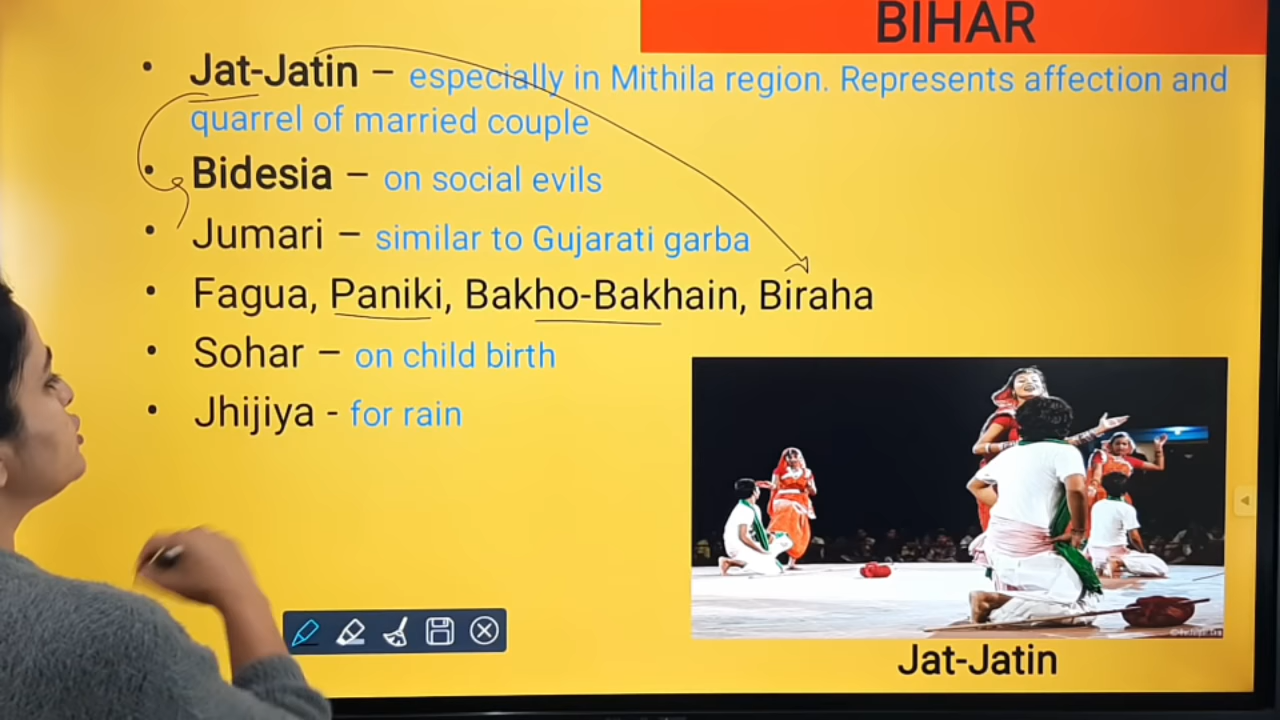 BIHAR
• Jat-Jatin – especially in Mithila region. Represents affection and
quarrel of married couple
• Bidesia – on social evils
• Jumari – similar to Gujarati garba
• Fagua, Paniki, Bakho-Bakhain, Biraha
• Sohar – on child birth
• Jhijiya - for rain
Jat-Jatin